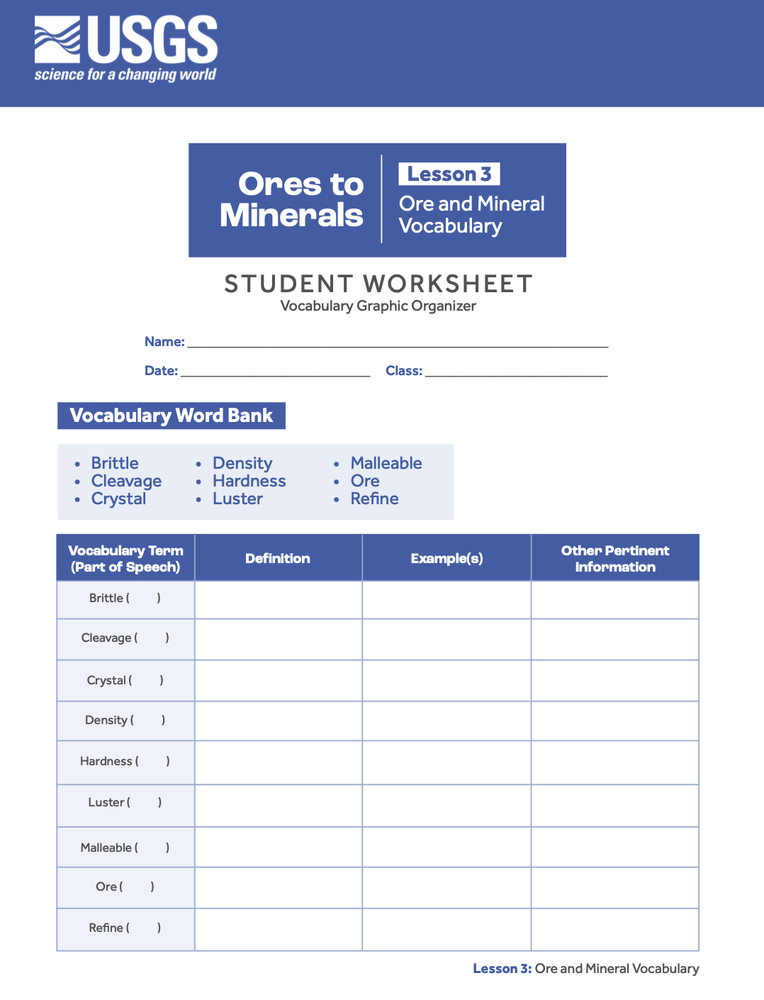 USGS
science for a changing world
Ores to
Minerals
Lesson 3
Ore and Mineral
Vocabulary
STUDENT WORKSHEET
Vocabulary Graphic Organizer
Name:
Date: Class:
Vocabulary Word Bank
• Brittle • Density • Malleable
• Cleavage • Hardness • Ore
• Crystal • Luster • Refine
Vocabulary Term
(Part of Speech)
Definition
Example(s)
Other Pertinent
Information
Brittle ( )
Cleavage ( )
Crystal ( )
Density ( )
Hardness ( )
Luster ( )
Malleable ( )
Ore ( )
Refine ( )
Lesson 3: Ore and Mineral Vocabulary